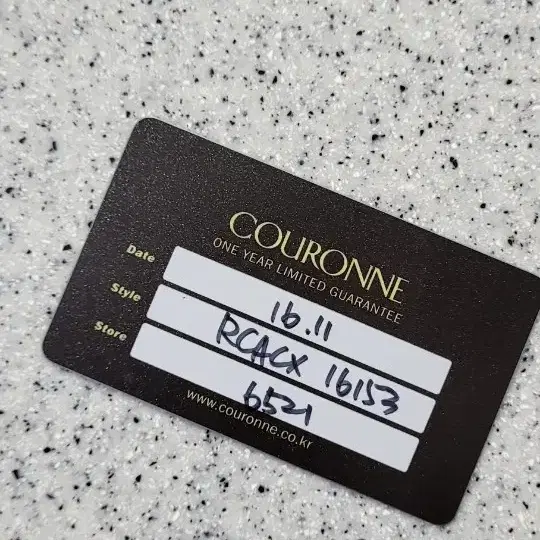 COURONNE
ONE YEAR LIMITED GUARANTEE
Date 16.11
Style RCACX 16153
Store 6521
www.couronne.co.kr